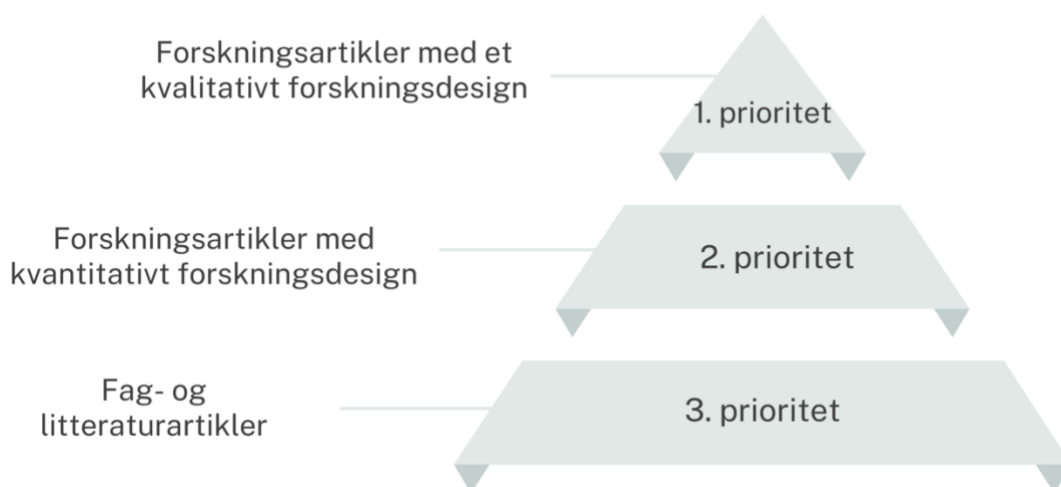 Forskningsartikler med et
kvalitativt forskningsdesign
1. prioritet
Forskningsartikler med
kvantitativt forskningsdesign
2. prioritet
Fag- og
litteraturartikler
3. prioritet